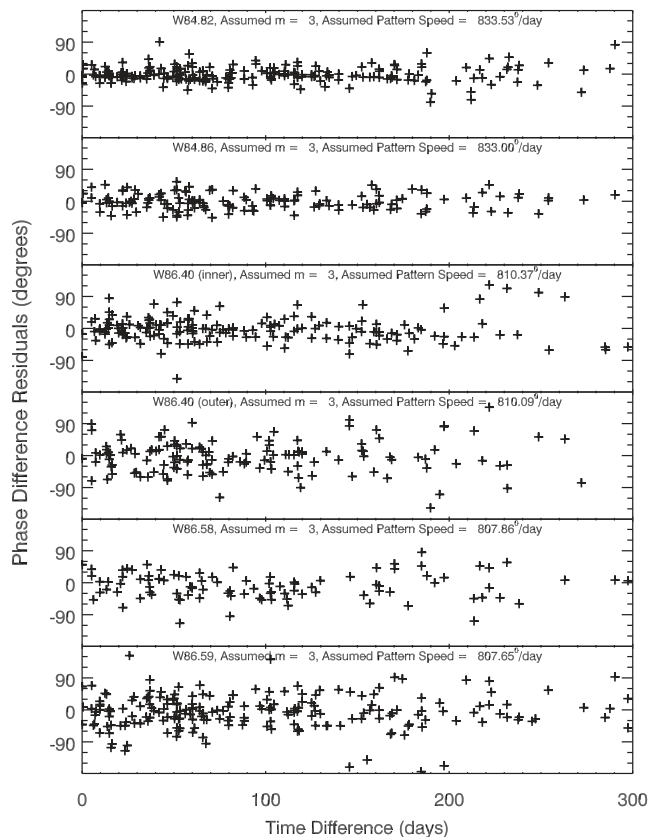 W84.82, Assumed m = 3, Assumed Pattern Speed = 833.53°/day
90
0
-90
W84.86, Assumed m = 3, Assumed Pattern Speed = 833.00°/day
90
0
-90
W86.40 (inner), Assumed m = 3, Assumed Pattern Speed = 810.37°/day
90
0
-90
W86.40 (outer), Assumed m = 3, Assumed Pattern Speed = 810.09°/day
90
0
-90
W86.58, Assumed m = 3, Assumed Pattern Speed = 807.86°/day
90
0
-90
W86.59, Assumed m = 3, Assumed Pattern Speed = 807.65°/day
90
0
-90
Phase Difference Residuals (degrees)
0 100 200 300
Time Difference (days)